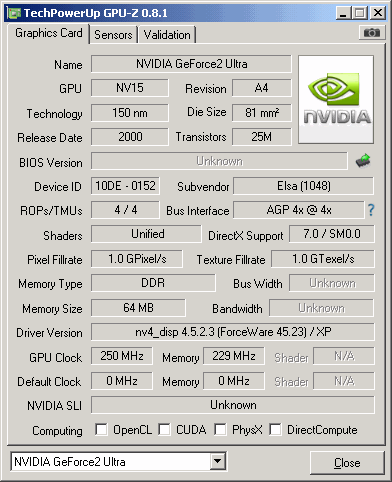 TechPowerUp GPU-Z 0.8.1
Graphics Card Sensors Validation
Name NVIDIA GeForce2 Ultra
GPU NV15 Revision A4
Technology 150 nm Die Size 81 mm²
Release Date 2000 Transistors 25M
NVIDIA
BIOS Version Unknown
Device ID 10DE - 0152 Subvendor Elsa (1048)
ROPs/TMUs 4 / 4 Bus Interface AGP 4x @ 4x ?
Shaders Unified DirectX Support 7.0 / SM0.0
Pixel Fillrate 1.0 GPixel/s Texture Fillrate 1.0 GTexel/s
Memory Type DDR Bus Width Unknown
Memory Size 64 MB Bandwidth Unknown
Driver Version nv4_disp 4.5.2.3 (ForceWare 45.23) / XP
GPU Clock 250 MHz Memory 229 MHz Shader N/A
Default Clock 0 MHz Memory 0 MHz Shader N/A
NVIDIA SLI Unknown
Computing OpenCL CUDA PhysX DirectCompute
NVIDIA GeForce2 Ultra Close